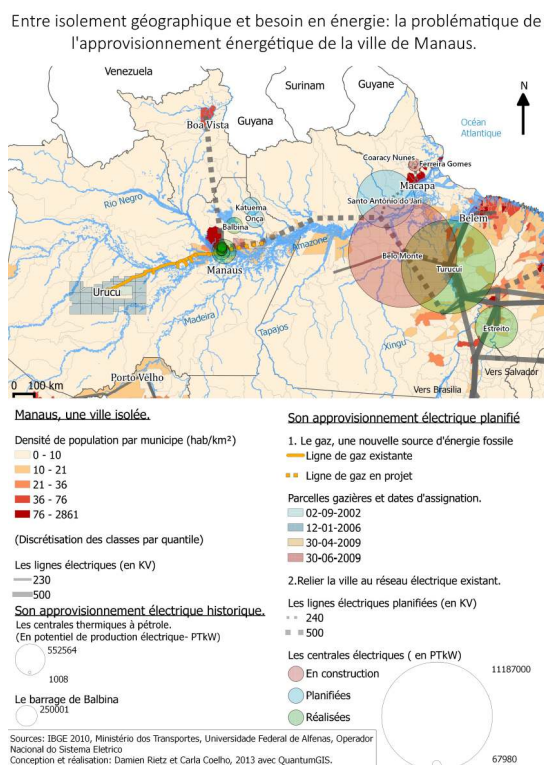 Entre isolement géographique et besoin en énergie: la problématique de
l'approvisionnement énergétique de la ville de Manaus.
Venezuela
Surinam
Guyane
N
Boa Vista
Guyana
Océan
Atlantique
Coaracy Nunes
Ferreira Gomes
Macapa
Rio Negro
Katuema
Onça
Balbina
Santo Antônio do Jari
Belem
Amazone
Manaus
Belo Monte
Turucui
Urucu
Madeira
Tapajos
Xingu
Estreito
Porto Velho
Vers Salvador
Vers Brasilia
0 100 km
Manaus, une ville isolée.
Densité de population par municipe (hab/km²)
0 - 10
10 - 21
21 - 36
36 - 76
76 - 2861
(Discrétisation des classes par quantile)
Les lignes électriques (en KV)
230
500
Son approvisionnement électrique historique.
Les centrales thermiques à pétrole.
(En potentiel de production électrique- PTkW)
552564
1008
Le barrage de Balbina
250001
Son approvisionnement électrique planifié
1. Le gaz, une nouvelle source d'énergie fossile
Ligne de gaz existante
Ligne de gaz en projet
Parcelles gazières et dates d'assignation.
02-09-2002
12-01-2006
30-04-2009
30-06-2009
2.Relier la ville au réseau électrique existant.
Les lignes électriques planifiées (en KV)
240
500
Les centrales électriques ( en PTkW)
En construction
Planifiées
Réalisées
11187000
67980
Sources: IBGE 2010, Ministério dos Transportes, Universidade Federal de Alfenas, Operador
Nacional do Sistema Eletrico
Conception et réalisation: Damien Rietz et Carla Coelho, 2013 avec QuantumGIS.